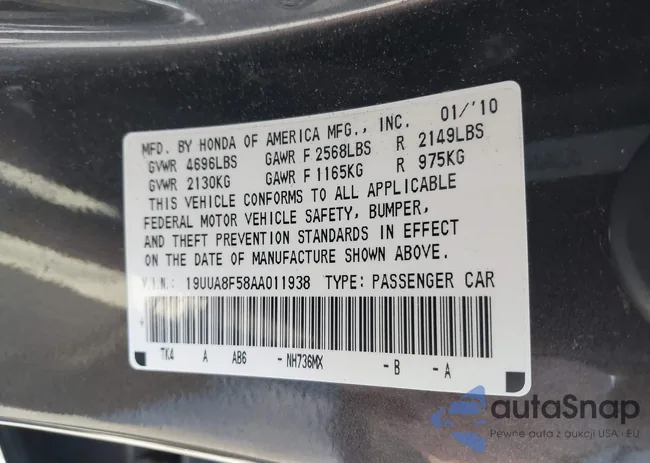 MFD. BY HONDA OF AMERICA MFG., INC. 01/'10
GVWR 4696LBS GAWR F 2568LBS R 2149LBS
GVWR 2130KG GAWR F 1165KG R 975KG
THIS VEHICLE CONFORMS TO ALL APPLICABLE
FEDERAL MOTOR VEHICLE SAFETY, BUMPER,
AND THEFT PREVENTION STANDARDS IN EFFECT
ON THE DATE OF MANUFACTURE SHOWN ABOVE.
V.I.N.: 19UUA8F58AA011938 TYPE: PASSENGER CAR
TK4 A AB6 - NH736MX - B - A
autaSnap
Pewne auta z aukcji USA i EU